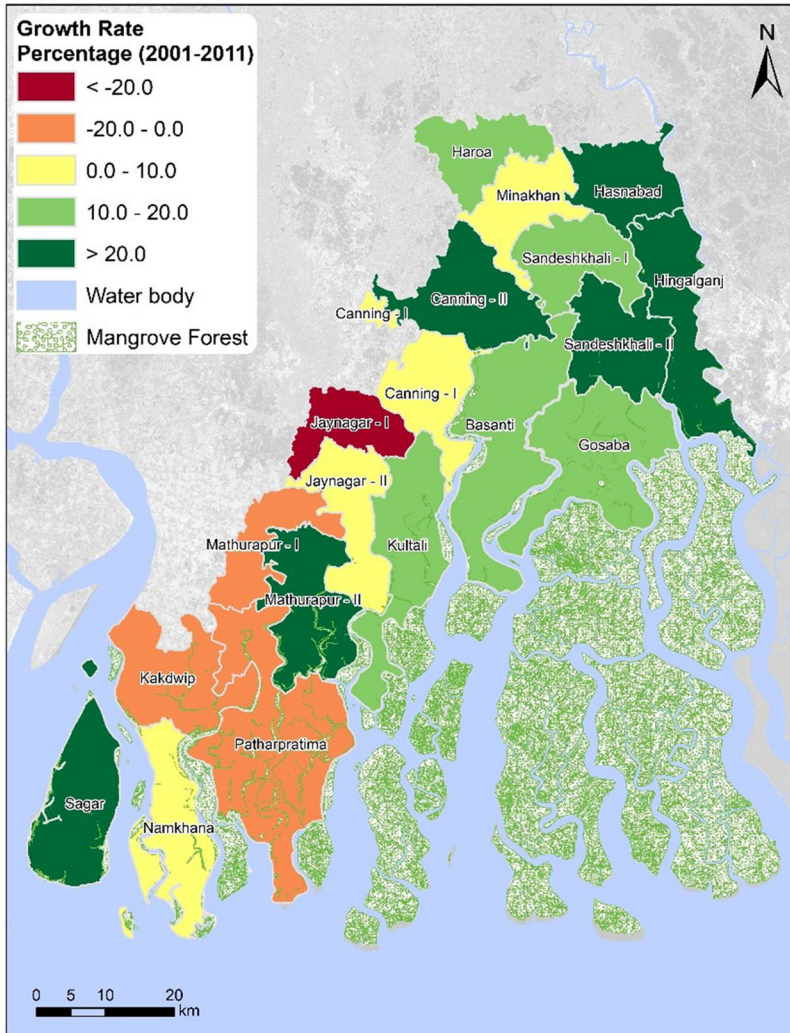 Growth Rate
Percentage (2001-2011)
< -20.0
-20.0 - 0.0
0.0 - 10.0
10.0 - 20.0
> 20.0
Water body
Mangrove Forest
N
Haroa
Minakhan
Hasnabad
Sandeshkhali - I
Hingalganj
Canning - II
Canning - I
Sandeshkhali - II
Canning - I
Jaynagar - I
Basanti
Gosaba
Jaynagar - II
Mathurapur - I
Kultali
Mathurapur - II
Kakdwip
Patharpratima
Sagar
Namkhana
0 5 10 20
km